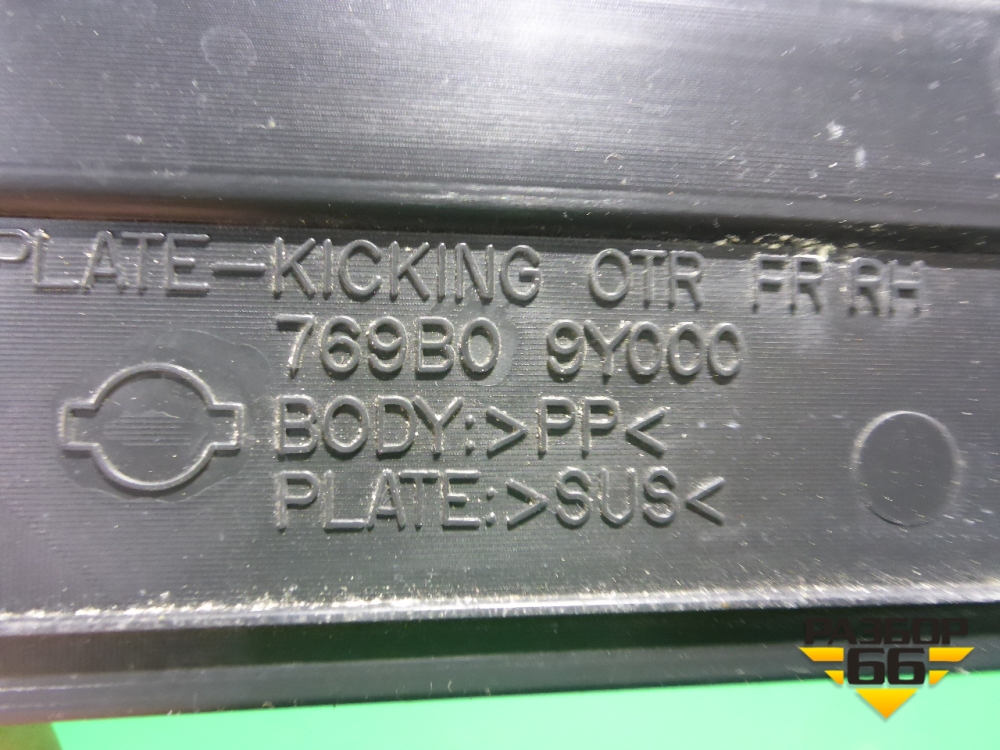 PLATE-KICKING OTR FR RH
769B0 9Y000
BODY:>PP<
PLATE:>SUS<
РАЗБОР
66